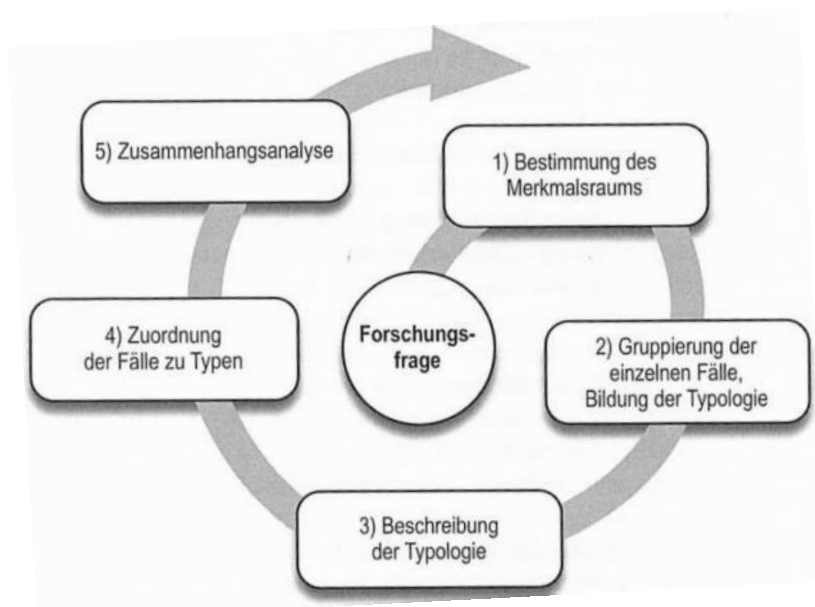 5) Zusammenhangsanalyse
1) Bestimmung des
Merkmalsraums
Forschungs-
frage
4) Zuordnung
der Fälle zu Typen
2) Gruppierung der
einzelnen Fälle,
Bildung der Typologie
3) Beschreibung
der Typologie